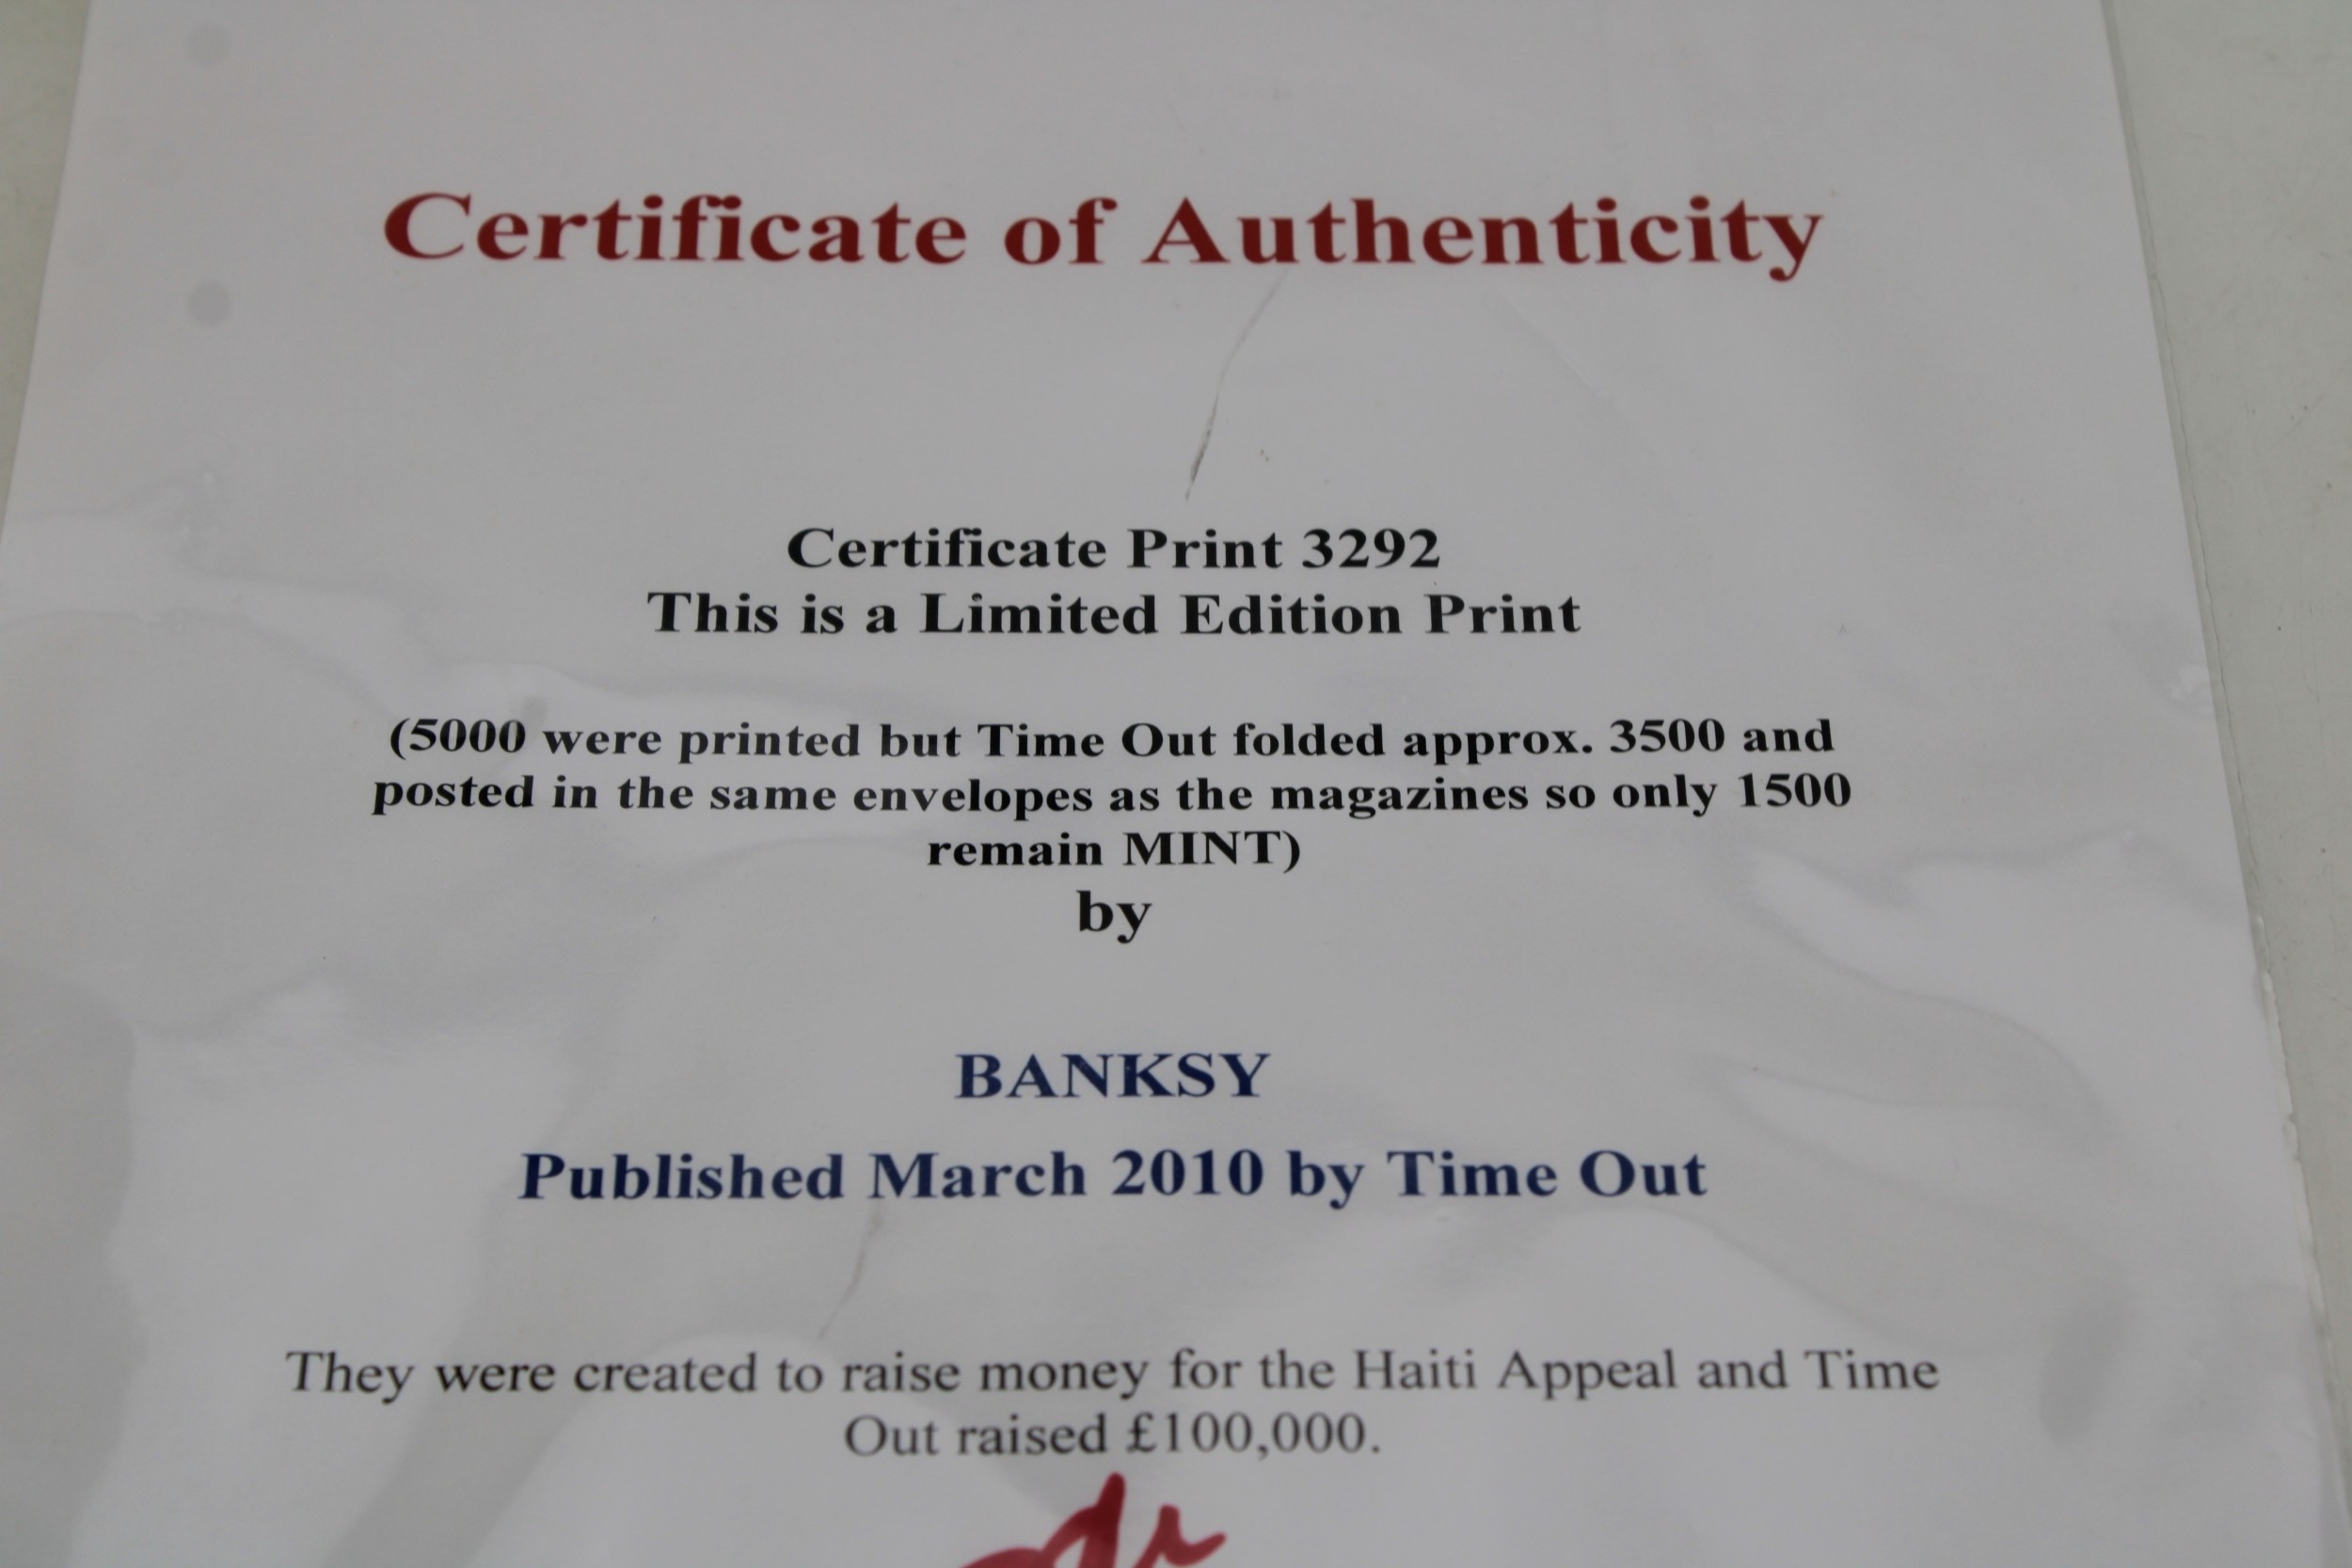 Certificate of Authenticity
Certificate Print 3292
This is a Limited Edition Print
(5000 were printed but Time Out folded approx. 3500 and
posted in the same envelopes as the magazines so only 1500
remain MINT)
by
BANKSY
Published March 2010 by Time Out
They were created to raise money for the Haiti Appeal and Time
Out raised £100,000.